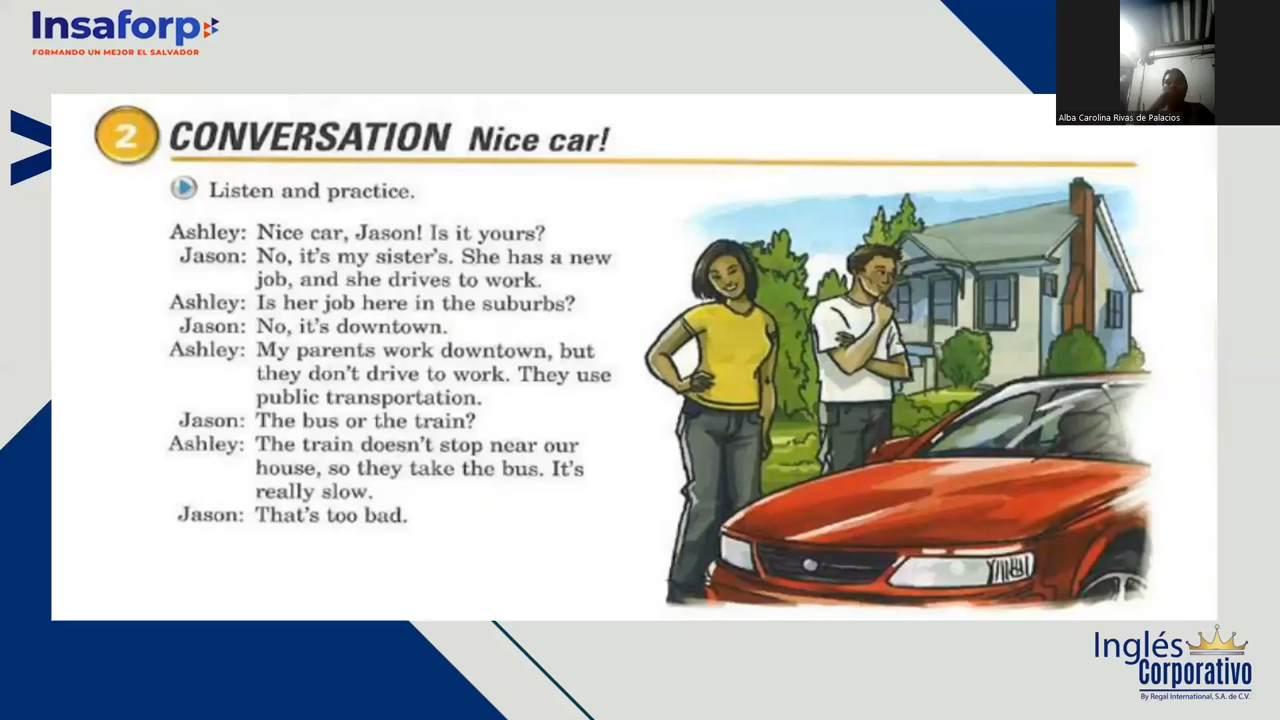 Insaforp
FORMANDO UN MEJOR EL SALVADOR
Alba Carolina Rivas de Palacios
2 CONVERSATION Nice car!
Listen and practice.
Ashley: Nice car, Jason! Is it yours?
Jason: No, it's my sister's. She has a new
job, and she drives to work.
Ashley: Is her job here in the suburbs?
Jason: No, it's downtown.
Ashley: My parents work downtown, but
they don't drive to work. They use
public transportation.
Jason: The bus or the train?
Ashley: The train doesn't stop near our
house, so they take the bus. It's
really slow.
Jason: That's too bad.
Inglés
Corporativo
By Regal International, S.A. de C.V.